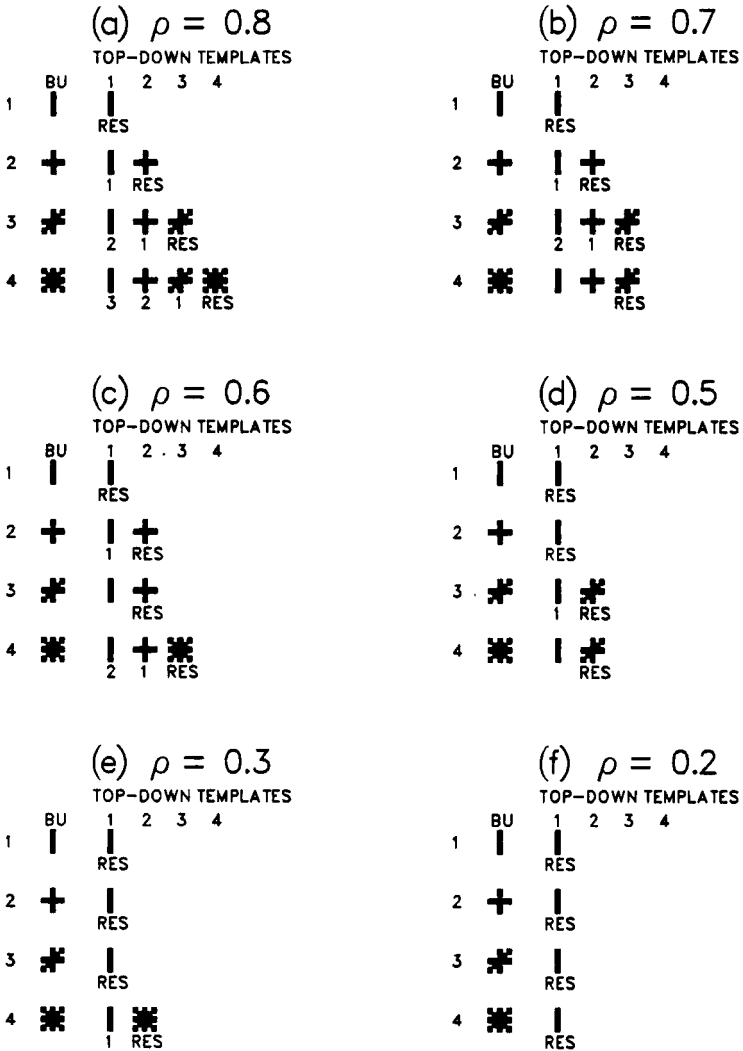 (a) ρ = 0.8
TOP-DOWN TEMPLATES
BU 1 2 3 4
1
RES
2
1 RES
3
2 1 RES
4
3 2 1 RES
(b) ρ = 0.7
TOP-DOWN TEMPLATES
BU 1 2 3 4
1
RES
2
1 RES
3
2 1 RES
4
RES
(c) ρ = 0.6
TOP-DOWN TEMPLATES
BU 1 2 . 3 4
1
RES
2
1 RES
3
RES
4
2 1 RES
(d) ρ = 0.5
TOP-DOWN TEMPLATES
BU 1 2 3 4
1
RES
2
RES
3
1 RES
4
RES
(e) ρ = 0.3
TOP-DOWN TEMPLATES
BU 1 2 3 4
1
RES
2
RES
3
RES
4
1 RES
(f) ρ = 0.2
TOP-DOWN TEMPLATES
BU 1 2 3 4
1
RES
2
RES
3
RES
4
RES